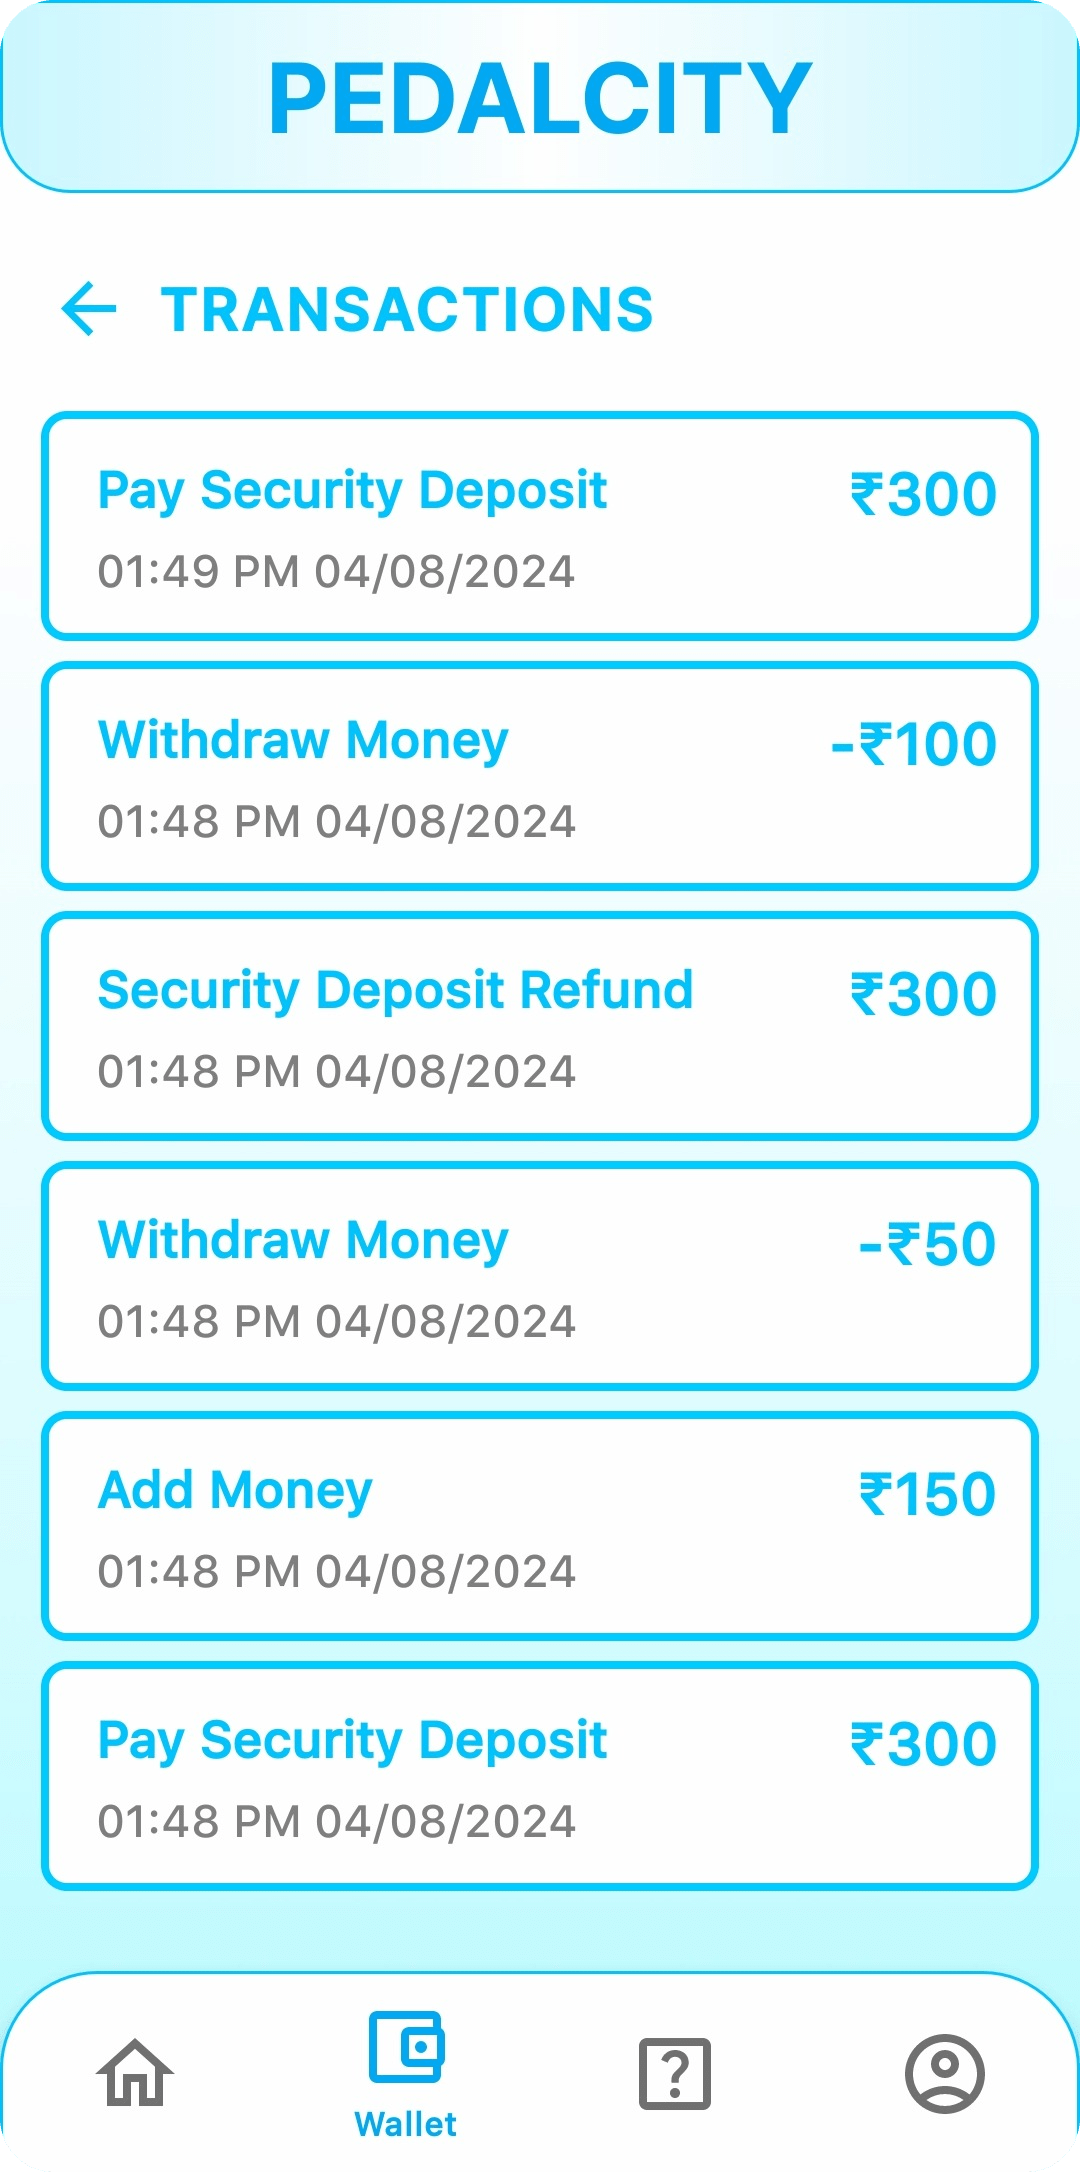 PEDALCITY
TRANSACTIONS
Pay Security Deposit ₹300
01:49 PM 04/08/2024
Withdraw Money -₹100
01:48 PM 04/08/2024
Security Deposit Refund ₹300
01:48 PM 04/08/2024
Withdraw Money -₹50
01:48 PM 04/08/2024
Add Money ₹150
01:48 PM 04/08/2024
Pay Security Deposit ₹300
01:48 PM 04/08/2024
Wallet